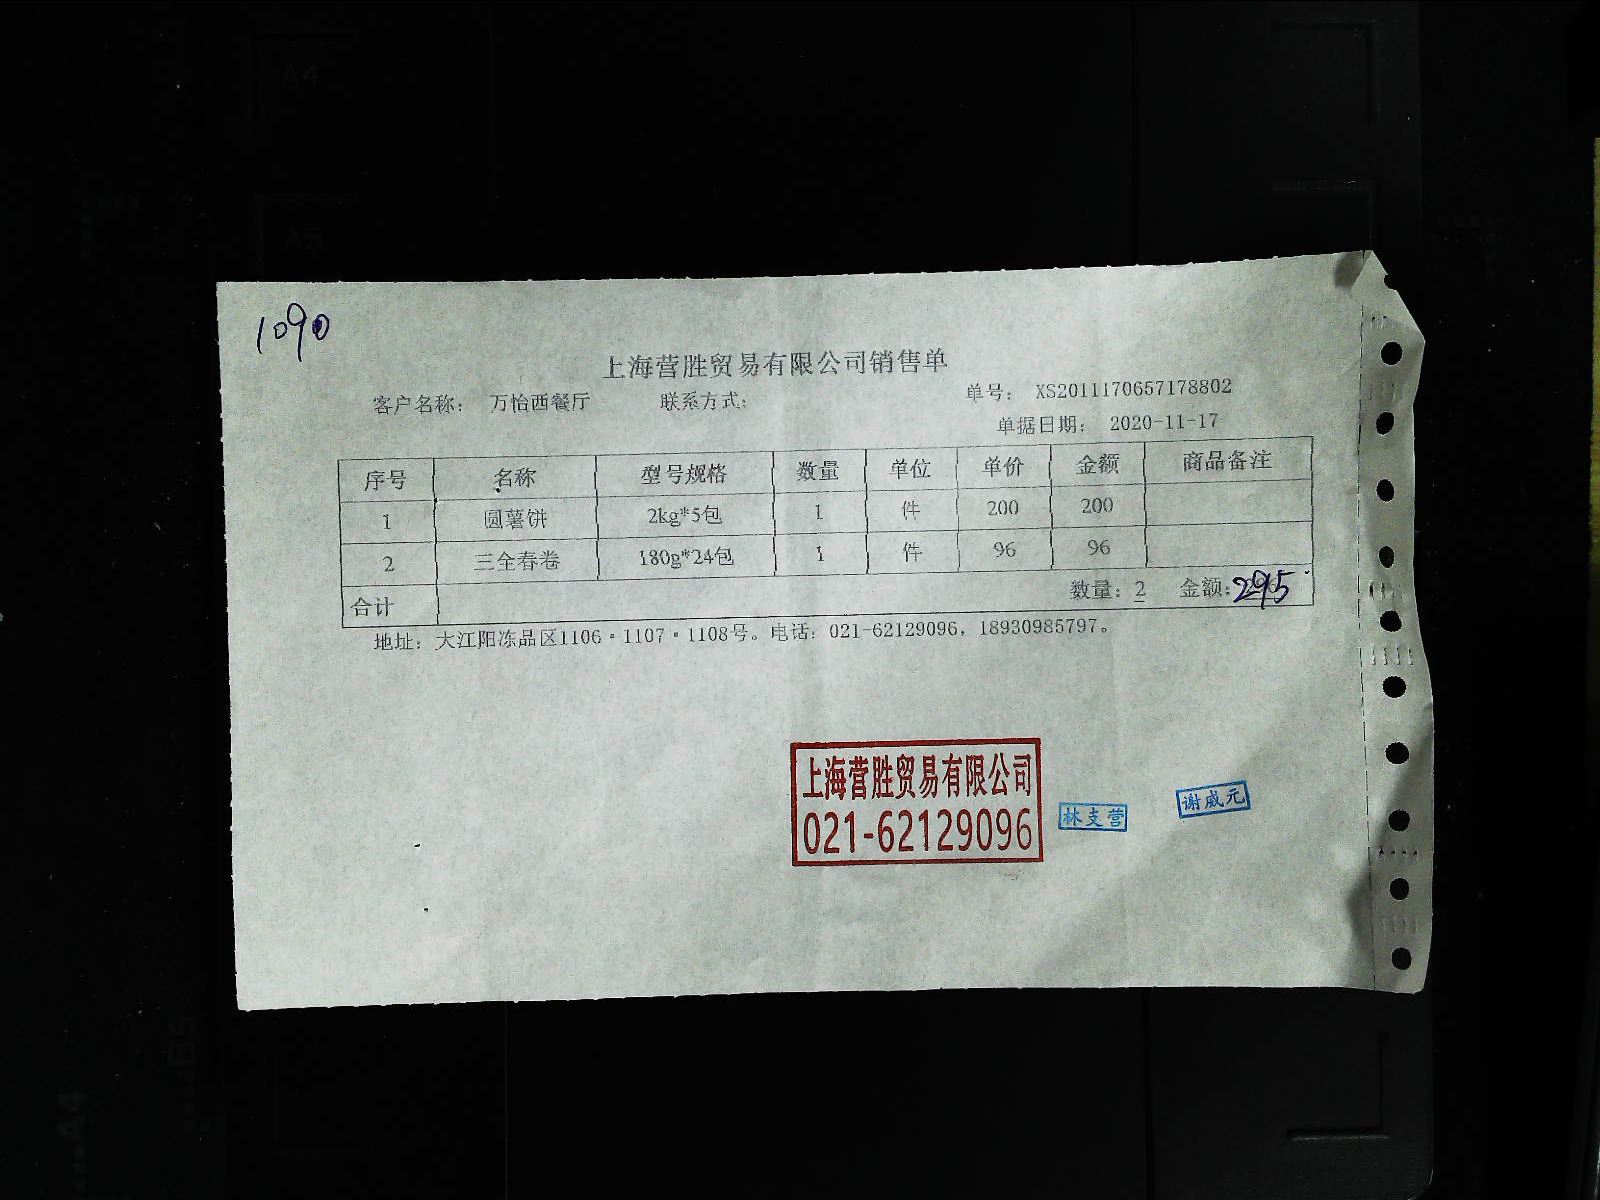 1090
上海营胜贸易有限公司销售单
客户名称： 万怡西餐厅 联系方式： 单号： XS2011170657178802
单据日期： 2020-11-17
序号 名称 型号规格 数量 单位 单价 金额 商品备注
1 圆薯饼 2kg*5包 1 件 200 200
2 三全春卷 180g*24包 1 件 96 96
合计 数量：2 金额：295
地址：大江阳冻品区1106·1107·1108号。电话：021-62129096，18930985797。
上海营胜贸易有限公司
021-62129096
林支营
谢威元
A4
A5
B5
A4